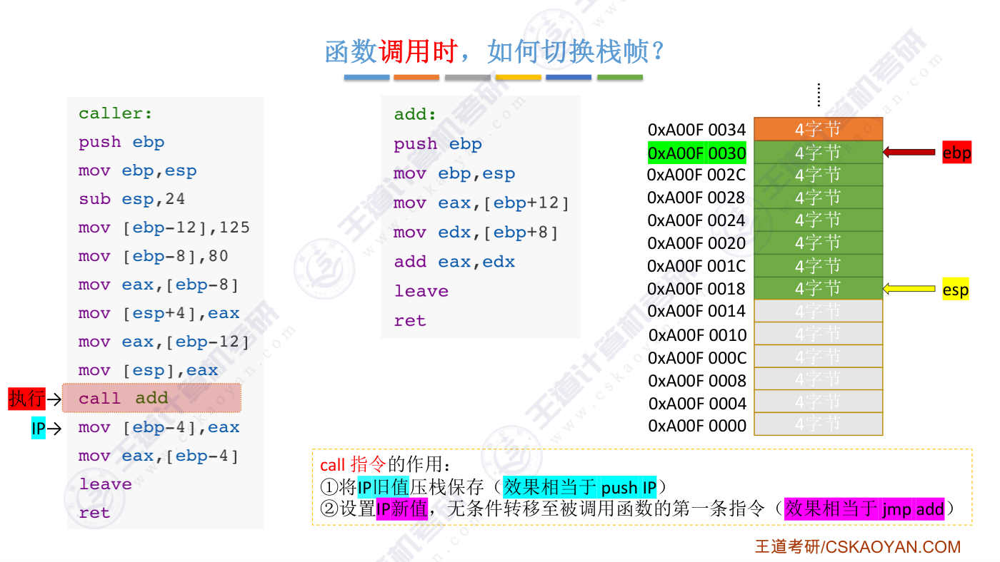 函数调用时，如何切换栈帧？
caller:
push ebp
mov ebp,esp
sub esp,24
mov [ebp-12],125
mov [ebp-8],80
mov eax,[ebp-8]
mov [esp+4],eax
mov eax,[ebp-12]
mov [esp],eax
执行→ call add
IP→ mov [ebp-4],eax
mov eax,[ebp-4]
leave
ret
add:
push ebp
mov ebp,esp
mov eax,[ebp+12]
mov edx,[ebp+8]
add eax,edx
leave
ret
0xA00F 0034 4字节
0xA00F 0030 4字节 ebp
0xA00F 002C 4字节
0xA00F 0028 4字节
0xA00F 0024 4字节
0xA00F 0020 4字节
0xA00F 001C 4字节
0xA00F 0018 4字节 esp
0xA00F 0014 4字节
0xA00F 0010 4字节
0xA00F 000C 4字节
0xA00F 0008 4字节
0xA00F 0004 4字节
0xA00F 0000 4字节
call 指令的作用：
①将IP旧值压栈保存（效果相当于 push IP）
②设置IP新值，无条件转移至被调用函数的第一条指令（效果相当于 jmp add）
王道考研/CSKAOYAN.COM
王道计算机考研
www.cskaoyan.com